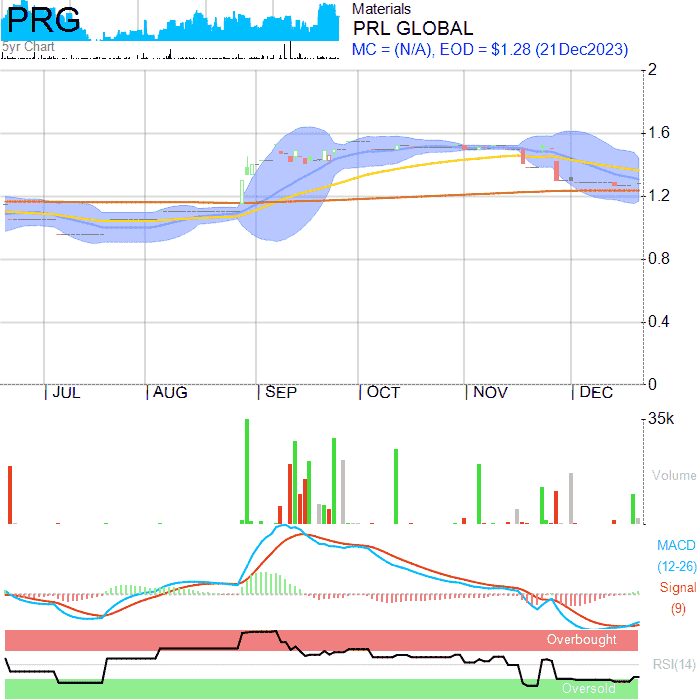 PRG
5yr Chart
Materials
PRL GLOBAL
MC = (N/A), EOD = $1.28 (21Dec2023)
2
1.6
1.2
0.8
0.4
0
JUL AUG SEP OCT NOV DEC
35k
Volume
MACD
(12-26)
Signal
(9)
Overbought
RSI(14)
Oversold